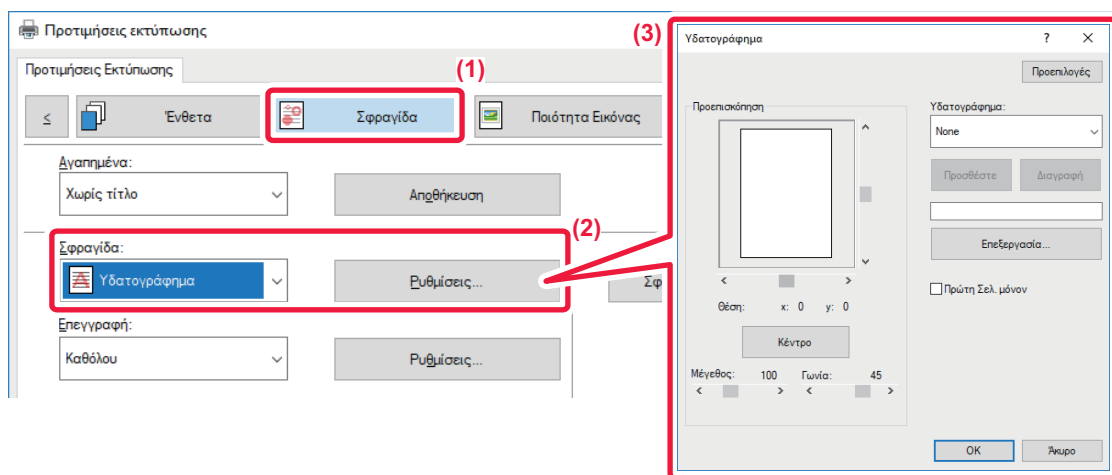 Προτιμήσεις εκτύπωσης
Προτιμήσεις Εκτύπωσης
(1)
< Ένθετα Σφραγίδα Ποιότητα Εικόνας
Αγαπημένα:
Χωρίς τίτλο Αποθήκευση
(2)
Σφραγίδα:
Υδατογράφημα Ρυθμίσεις... Σφ
Επεγγραφή:
Καθόλου Ρυθμίσεις...
(3)
Υδατογράφημα ?
Προεπιλογές
Προεπισκόπηση
Υδατογράφημα:
None
Προσθέστε Διαγραφή
Επεξεργασία...
Πρώτη Σελ. μόνον
Θέση: x: 0 y: 0
Κέντρο
Μέγεθος: 100 Γωνία: 45
OK Άκυρο